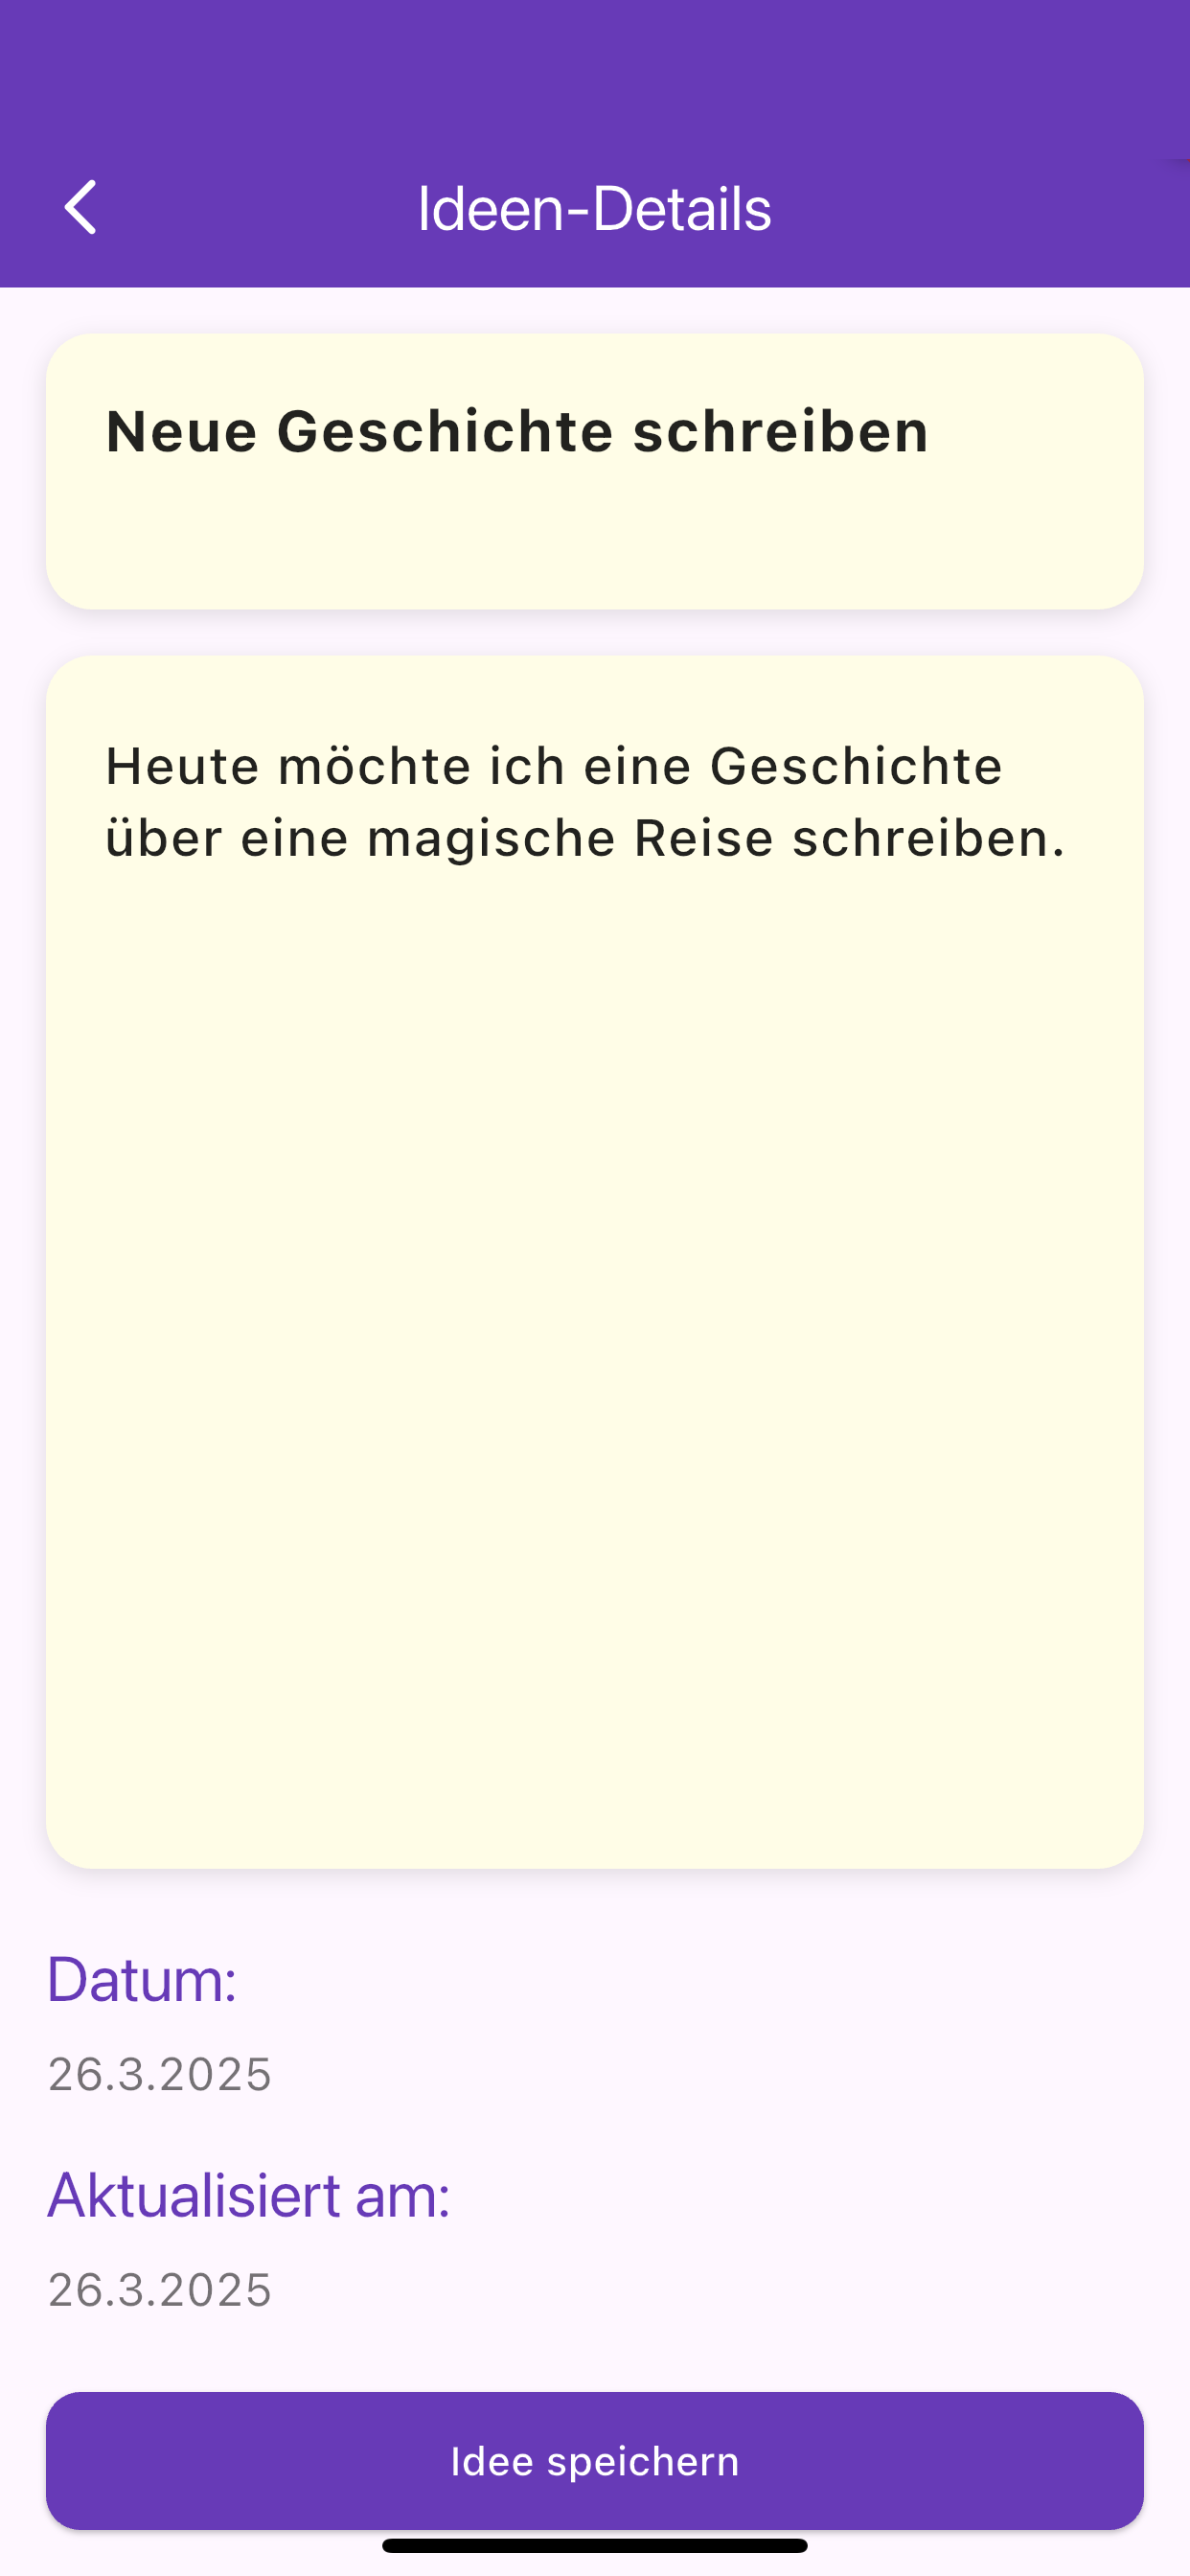 Ideen-Details
Neue Geschichte schreiben
Heute möchte ich eine Geschichte
über eine magische Reise schreiben.
Datum:
26.3.2025
Aktualisiert am:
26.3.2025
Idee speichern